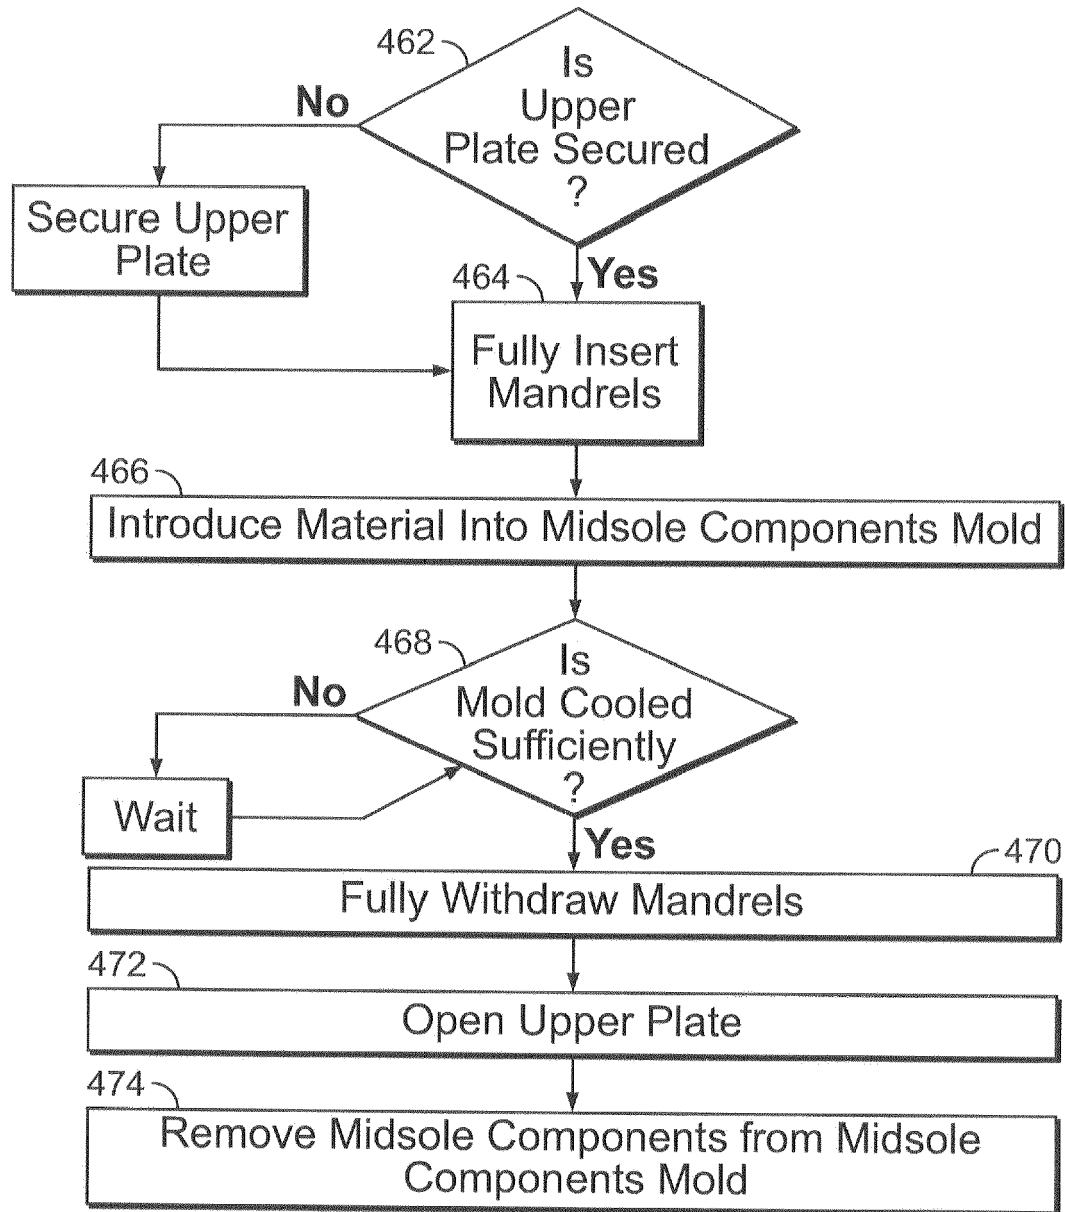 462
Is
Upper
Plate Secured
?
No
Secure Upper
Plate
Yes
464
Fully Insert
Mandrels
466
Introduce Material Into Midsole Components Mold
468
Is
Mold Cooled
Sufficiently
?
No
Wait
Yes
470
Fully Withdraw Mandrels
472
Open Upper Plate
474
Remove Midsole Components from Midsole
Components Mold